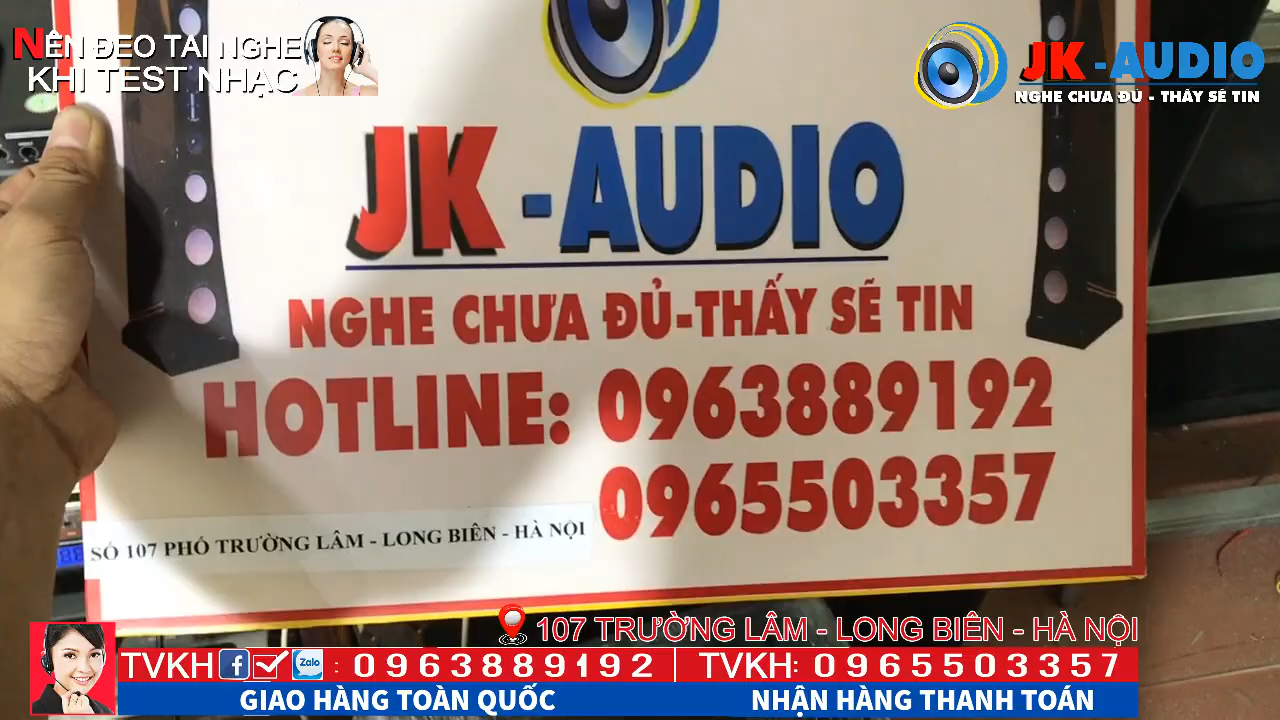 NÊN ĐEO TAI NGHE
KHI TEST NHẠC
JK-AUDIO
NGHE CHƯA ĐỦ - THẤY SẼ TIN
JK-AUDIO
NGHE CHƯA ĐỦ-THẤY SẼ TIN
HOTLINE: 0963889192
0965503357
SỐ 107 PHỐ TRƯỜNG LÂM - LONG BIÊN - HÀ NỘI
107 TRƯỜNG LÂM - LONG BIÊN - HÀ NỘI
TVKH f Zalo : 0963889192 | TVKH: 0965503357
GIAO HÀNG TOÀN QUỐC NHẬN HÀNG THANH TOÁN